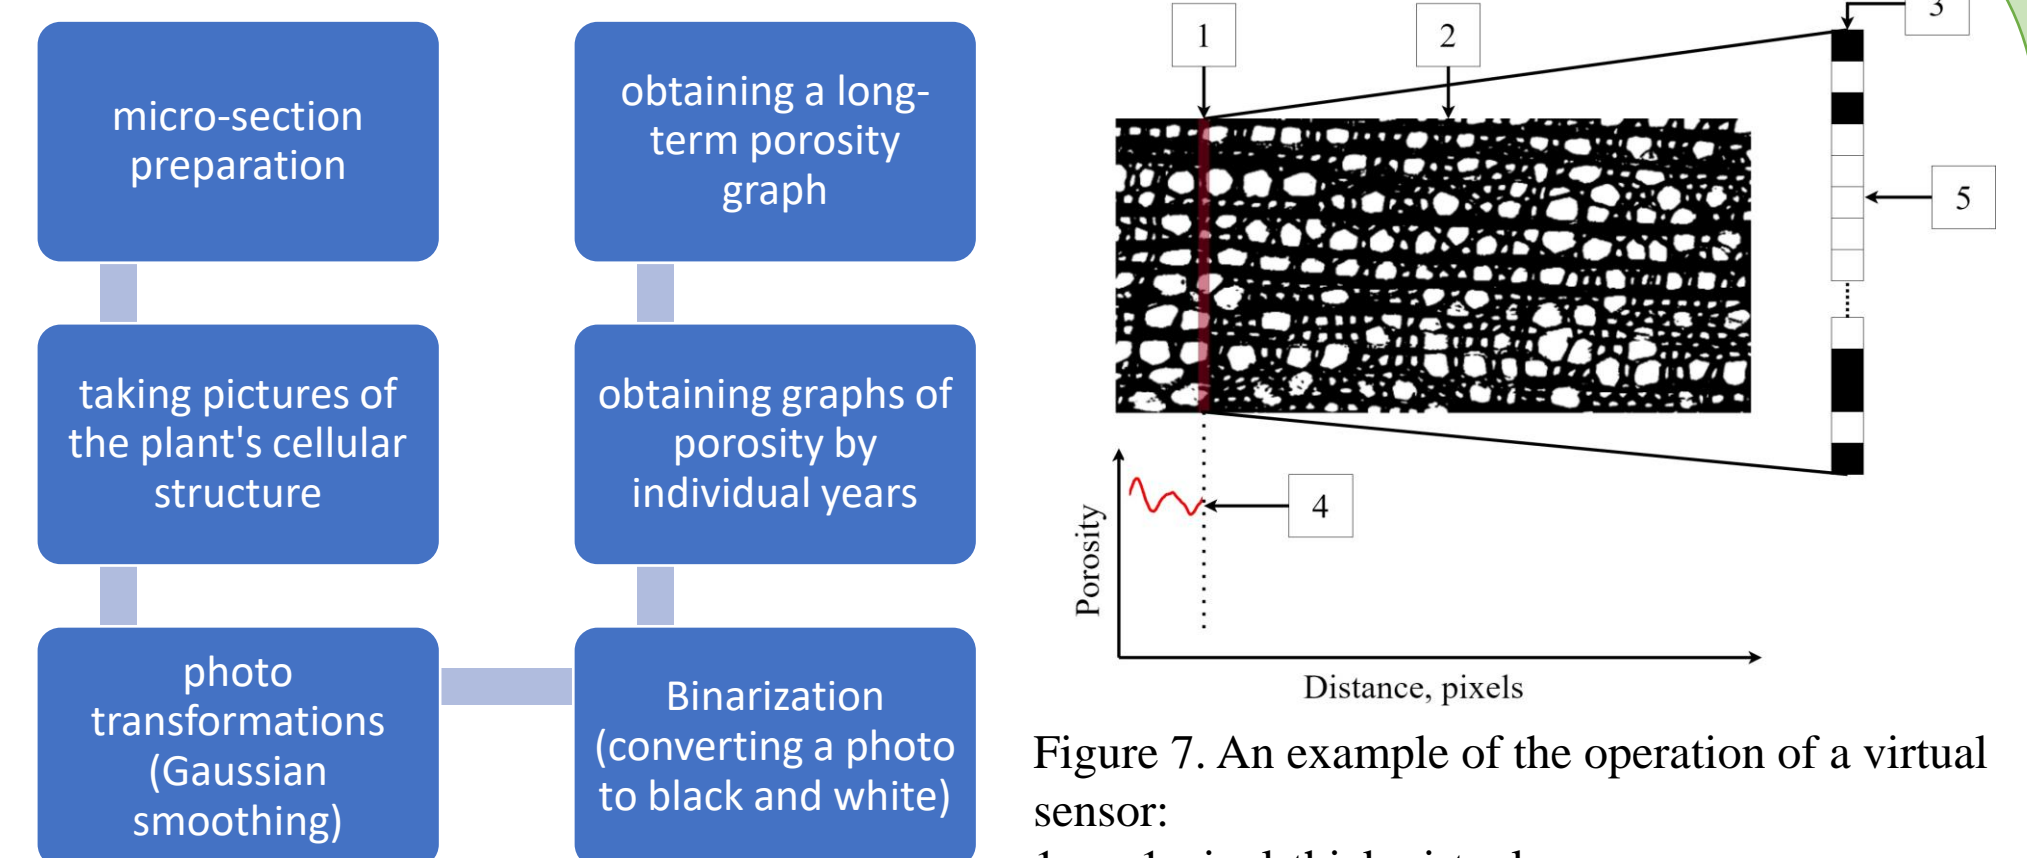 micro-section
preparation
taking pictures of
the plant's cellular
structure
photo
transformations
(Gaussian
smoothing)
Binarization
(converting a photo
to black and white)
obtaining graphs of
porosity by
individual years
obtaining a long-
term porosity
graph
1
2
3
5
4
Porosity
Distance, pixels
Figure 7. An example of the operation of a virtual
sensor: